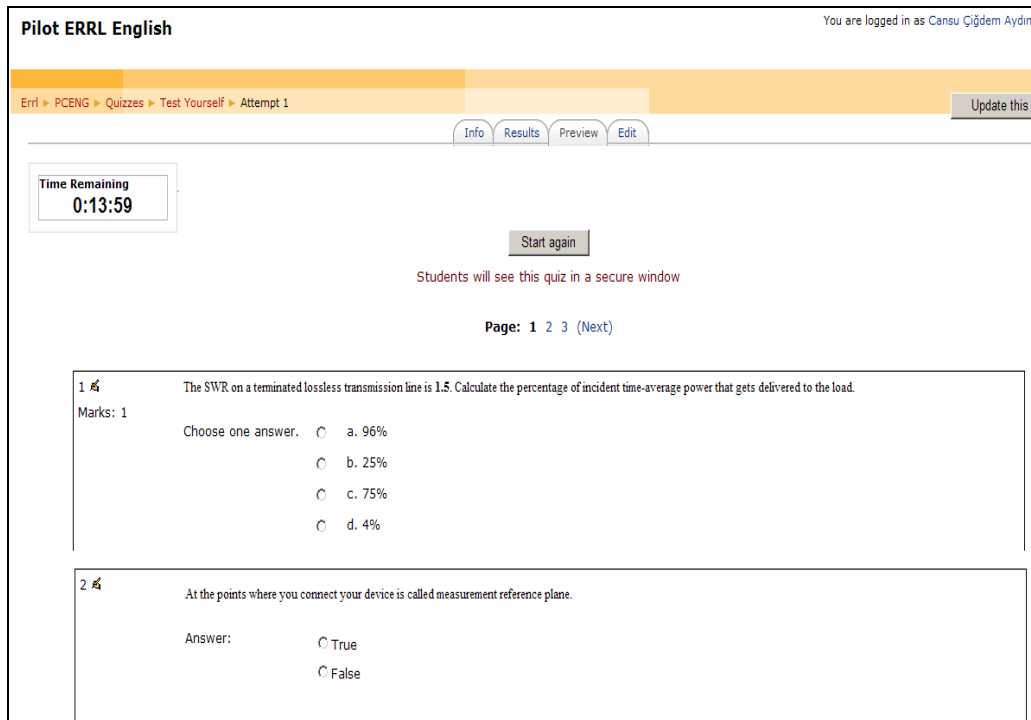 Pilot ERRL English
You are logged in as Cansu Çiğdem Aydın
Errl ► PCENG ► Quizzes ► Test Yourself ► Attempt 1
Update this
Info Results Preview Edit
Time Remaining
0:13:59
Start again
Students will see this quiz in a secure window
Page: 1 2 3 (Next)
1
The SWR on a terminated lossless transmission line is 1.5. Calculate the percentage of incident time-average power that gets delivered to the load.
Marks: 1
Choose one answer.
a. 96%
b. 25%
c. 75%
d. 4%
2
At the points where you connect your device is called measurement reference plane.
Answer:
True
False